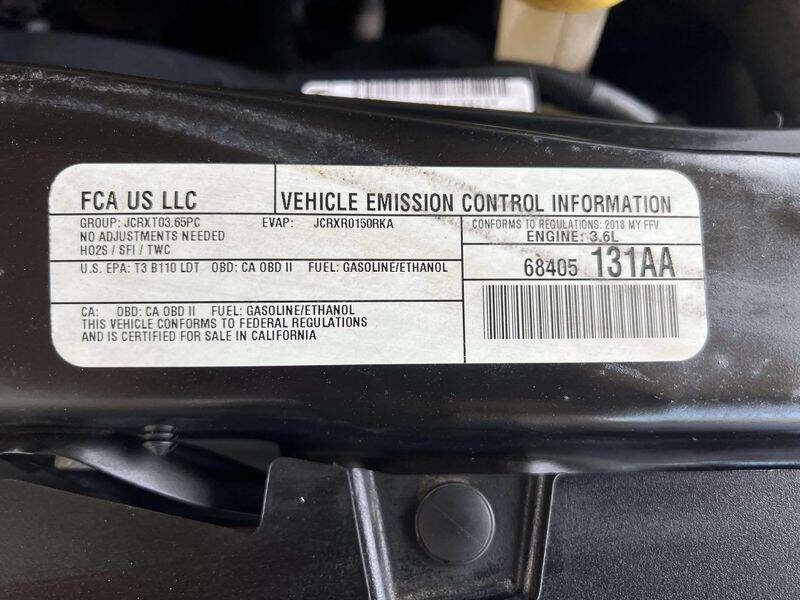 FCA US LLC
VEHICLE EMISSION CONTROL INFORMATION
GROUP: JCRXT03.65PC EVAP: JCRXR0150RKA
NO ADJUSTMENTS NEEDED
HO2S / SFI / TWC
CONFORMS TO REGULATIONS: 2018 MY FFV
ENGINE: 3.6L
U.S. EPA: T3 B110 LDT OBD: CA OBD II FUEL: GASOLINE/ETHANOL
68405 131AA
CA: OBD: CA OBD II FUEL: GASOLINE/ETHANOL
THIS VEHICLE CONFORMS TO FEDERAL REGULATIONS
AND IS CERTIFIED FOR SALE IN CALIFORNIA